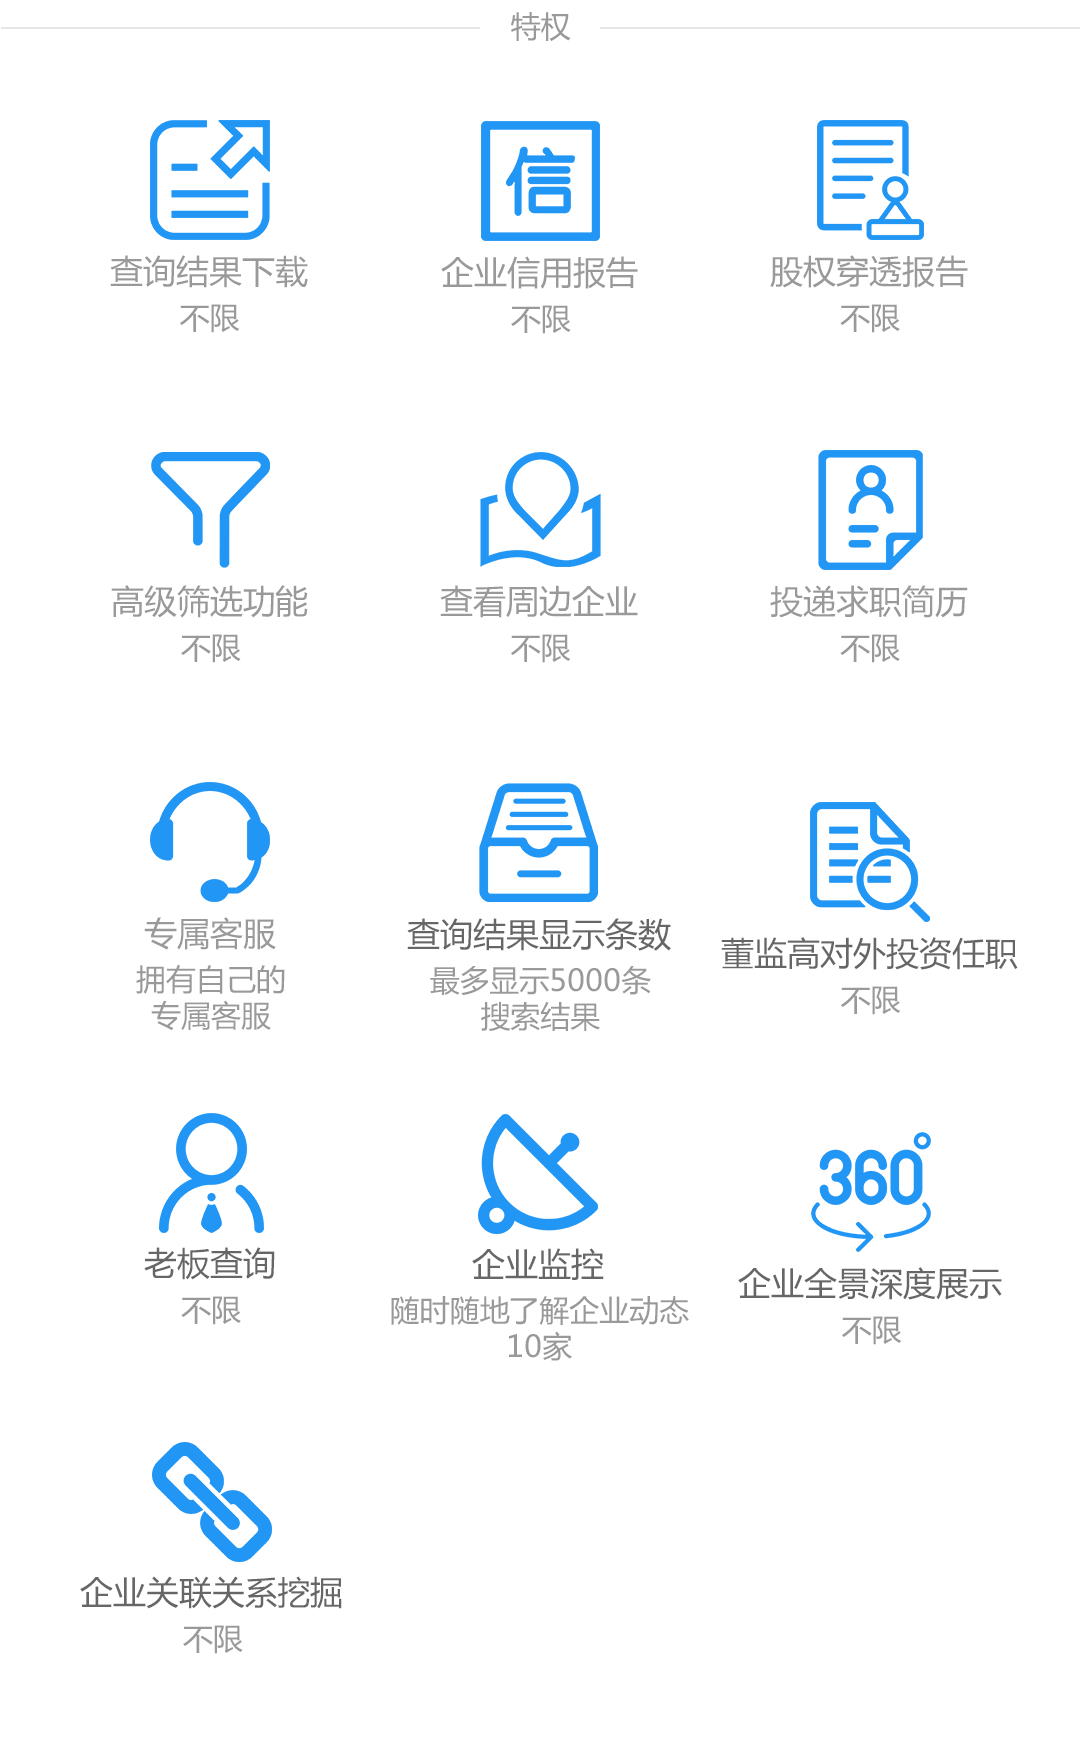 特权
信
查询结果下载
企业信用报告
股权穿透报告
不限
不限
不限
高级筛选功能
查看周边企业
投递求职简历
不限
不限
不限
专属客服
查询结果显示条数
董监高对外投资任职
拥有自己的
专属客服
最多显示5000条
搜索结果
不限
360°
老板查询
企业监控
企业全景深度展示
不限
随时随地了解企业动态
10家
不限
企业关联关系挖掘
不限